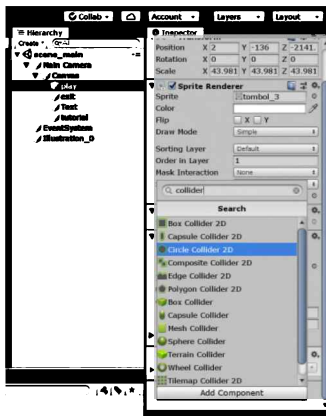 Collab
Account
Layers
Layout
Hierarchy
Create
All
scene_main
Main Camera
Canvas
play
exit
Text
tutorial
EventSystem
Illustration_0
Inspector
Transform
Position X 2 Y -136 Z -2141.
Rotation X 0 Y 0 Z 0
Scale X 43.981 Y 43.981 Z 43.981
Sprite Renderer
Sprite tombol_3
Color
Flip X Y
Draw Mode Simple
Sorting Layer Default
Order in Layer 1
Mask Interaction None
collider
Search
Box Collider 2D
Capsule Collider 2D
Circle Collider 2D
Composite Collider 2D
Edge Collider 2D
Polygon Collider 2D
Box Collider
Capsule Collider
Mesh Collider
Sphere Collider
Terrain Collider
Wheel Collider
Tilemap Collider 2D
Add Component